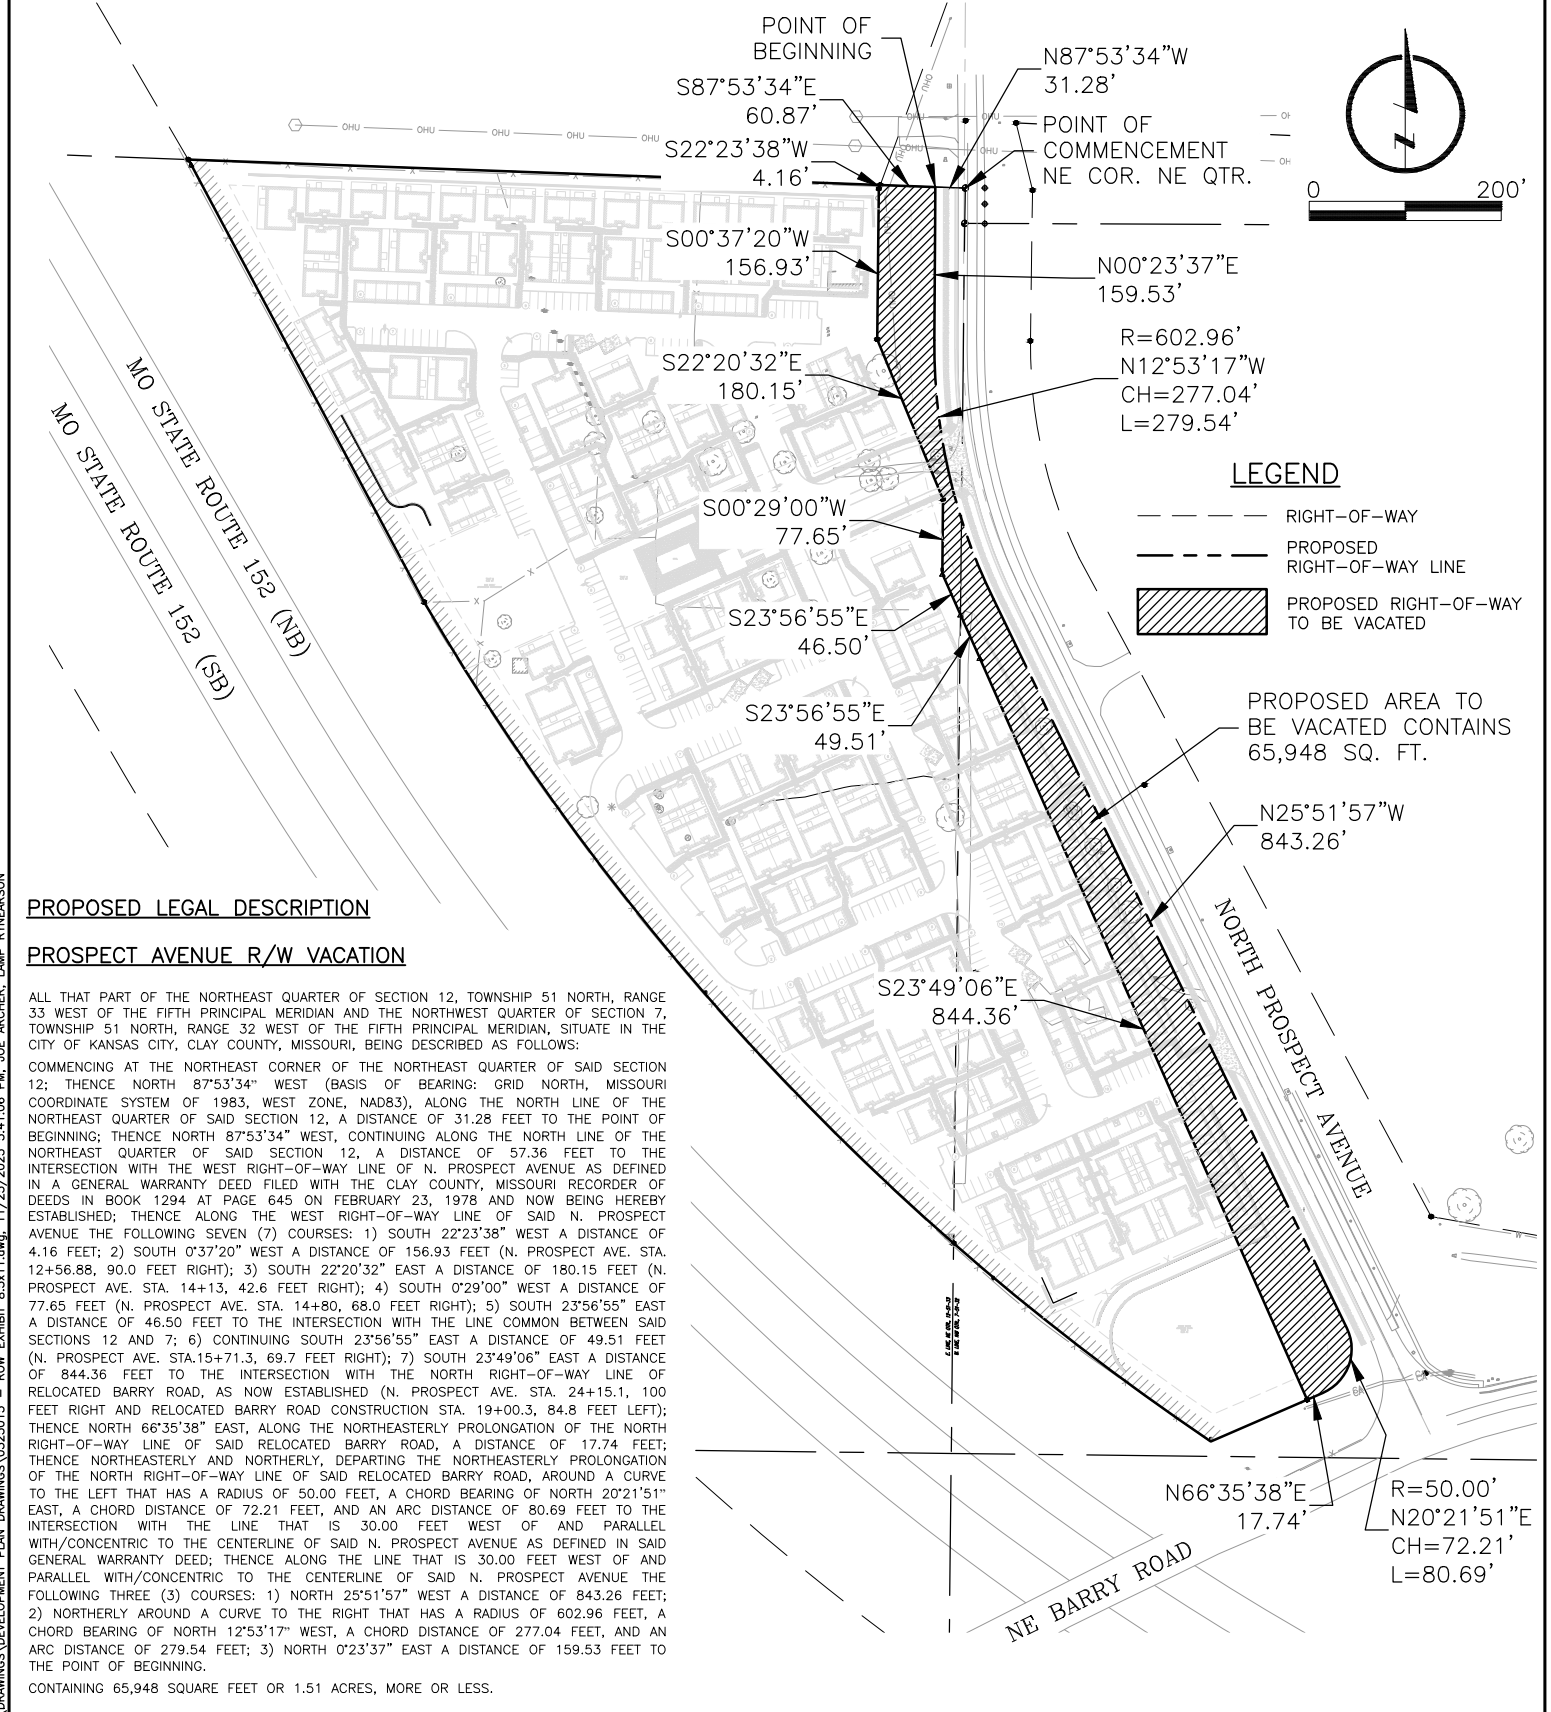 POINT OF
BEGINNING
S87°53'34"E
60.87'
S22°23'38"W
4.16'
N87°53'34"W
31.28'
POINT OF
COMMENCEMENT
NE COR. NE QTR.
N
0 200'
OHU OHU OHU OHU OHU
OHU
OHU
OHU
OHU
S00°37'20"W
156.93'
N00°23'37"E
159.53'
S22°20'32"E
180.15'
R=602.96'
N12°53'17"W
CH=277.04'
L=279.54'
MO STATE ROUTE 152 (NB)
MO STATE ROUTE 152 (SB)
LEGEND
RIGHT-OF-WAY
PROPOSED
RIGHT-OF-WAY LINE
PROPOSED RIGHT-OF-WAY
TO BE VACATED
S00°29'00"W
77.65'
S23°56'55"E
46.50'
S23°56'55"E
49.51'
PROPOSED AREA TO
BE VACATED CONTAINS
65,948 SQ. FT.
N25°51'57"W
843.26'
S23°49'06"E
844.36'
NORTH PROSPECT AVENUE
N66°35'38"E
17.74'
R=50.00'
N20°21'51"E
CH=72.21'
L=80.69'
NE BARRY ROAD
PROPOSED LEGAL DESCRIPTION
PROSPECT AVENUE R/W VACATION
ALL THAT PART OF THE NORTHEAST QUARTER OF SECTION 12, TOWNSHIP 51 NORTH, RANGE
33 WEST OF THE FIFTH PRINCIPAL MERIDIAN AND THE NORTHWEST QUARTER OF SECTION 7,
TOWNSHIP 51 NORTH, RANGE 32 WEST OF THE FIFTH PRINCIPAL MERIDIAN, SITUATE IN THE
CITY OF KANSAS CITY, CLAY COUNTY, MISSOURI, BEING DESCRIBED AS FOLLOWS:
COMMENCING AT THE NORTHEAST CORNER OF THE NORTHEAST QUARTER OF SAID SECTION
12; THENCE NORTH 87°53'34" WEST (BASIS OF BEARING: GRID NORTH, MISSOURI
COORDINATE SYSTEM OF 1983, WEST ZONE, NAD83), ALONG THE NORTH LINE OF THE
NORTHEAST QUARTER OF SAID SECTION 12, A DISTANCE OF 31.28 FEET TO THE POINT OF
BEGINNING; THENCE NORTH 87°53'34" WEST, CONTINUING ALONG THE NORTH LINE OF THE
NORTHEAST QUARTER OF SAID SECTION 12, A DISTANCE OF 57.36 FEET TO THE
INTERSECTION WITH THE WEST RIGHT-OF-WAY LINE OF N. PROSPECT AVENUE AS DEFINED
IN A GENERAL WARRANTY DEED FILED WITH THE CLAY COUNTY, MISSOURI RECORDER OF
DEEDS IN BOOK 1294 AT PAGE 645 ON FEBRUARY 23, 1978 AND NOW BEING HEREBY
ESTABLISHED; THENCE ALONG THE WEST RIGHT-OF-WAY LINE OF SAID N. PROSPECT
AVENUE THE FOLLOWING SEVEN (7) COURSES: 1) SOUTH 22°23'38" WEST A DISTANCE OF
4.16 FEET; 2) SOUTH 0°37'20" WEST A DISTANCE OF 156.93 FEET (N. PROSPECT AVE. STA.
12+56.88, 90.0 FEET RIGHT); 3) SOUTH 22°20'32" EAST A DISTANCE OF 180.15 FEET (N.
PROSPECT AVE. STA. 14+13, 42.6 FEET RIGHT); 4) SOUTH 0°29'00" WEST A DISTANCE OF
77.65 FEET (N. PROSPECT AVE. STA. 14+80, 68.0 FEET RIGHT); 5) SOUTH 23°56'55" EAST
A DISTANCE OF 46.50 FEET TO THE INTERSECTION WITH THE LINE COMMON BETWEEN SAID
SECTIONS 12 AND 7; 6) CONTINUING SOUTH 23°56'55" EAST A DISTANCE OF 49.51 FEET
(N. PROSPECT AVE. STA.15+71.3, 69.7 FEET RIGHT); 7) SOUTH 23°49'06" EAST A DISTANCE
OF 844.36 FEET TO THE INTERSECTION WITH THE NORTH RIGHT-OF-WAY LINE OF
RELOCATED BARRY ROAD, AS NOW ESTABLISHED (N. PROSPECT AVE. STA. 24+15.1, 100
FEET RIGHT AND RELOCATED BARRY ROAD CONSTRUCTION STA. 19+00.3, 84.8 FEET LEFT);
THENCE NORTH 66°35'38" EAST, ALONG THE NORTHEASTERLY PROLONGATION OF THE NORTH
RIGHT-OF-WAY LINE OF SAID RELOCATED BARRY ROAD, A DISTANCE OF 17.74 FEET;
THENCE NORTHEASTERLY AND NORTHERLY, DEPARTING THE NORTHEASTERLY PROLONGATION
OF THE NORTH RIGHT-OF-WAY LINE OF SAID RELOCATED BARRY ROAD, AROUND A CURVE
TO THE LEFT THAT HAS A RADIUS OF 50.00 FEET, A CHORD BEARING OF NORTH 20°21'51"
EAST, A CHORD DISTANCE OF 72.21 FEET, AND AN ARC DISTANCE OF 80.69 FEET TO THE
INTERSECTION WITH THE LINE THAT IS 30.00 FEET WEST OF AND PARALLEL
WITH/CONCENTRIC TO THE CENTERLINE OF SAID N. PROSPECT AVENUE AS DEFINED IN SAID
GENERAL WARRANTY DEED; THENCE ALONG THE LINE THAT IS 30.00 FEET WEST OF AND
PARALLEL WITH/CONCENTRIC TO THE CENTERLINE OF SAID N. PROSPECT AVENUE THE
FOLLOWING THREE (3) COURSES: 1) NORTH 25°51'57" WEST A DISTANCE OF 843.26 FEET;
2) NORTHERLY AROUND A CURVE TO THE RIGHT THAT HAS A RADIUS OF 602.96 FEET, A
CHORD BEARING OF NORTH 12°53'17" WEST, A CHORD DISTANCE OF 277.04 FEET, AND AN
ARC DISTANCE OF 279.54 FEET; 3) NORTH 0°23'37" EAST A DISTANCE OF 159.53 FEET TO
THE POINT OF BEGINNING.
CONTAINING 65,948 SQUARE FEET OR 1.51 ACRES, MORE OR LESS.